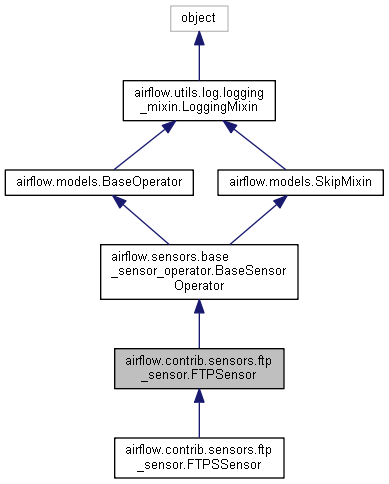 object
airflow.utils.log.logging
_mixin.LoggingMixin
airflow.models.BaseOperator
airflow.models.SkipMixin
airflow.sensors.base
_sensor_operator.BaseSensor
Operator
airflow.contrib.sensors.ftp
_sensor.FTPSensor
airflow.contrib.sensors.ftp
_sensor.FTPSSensor